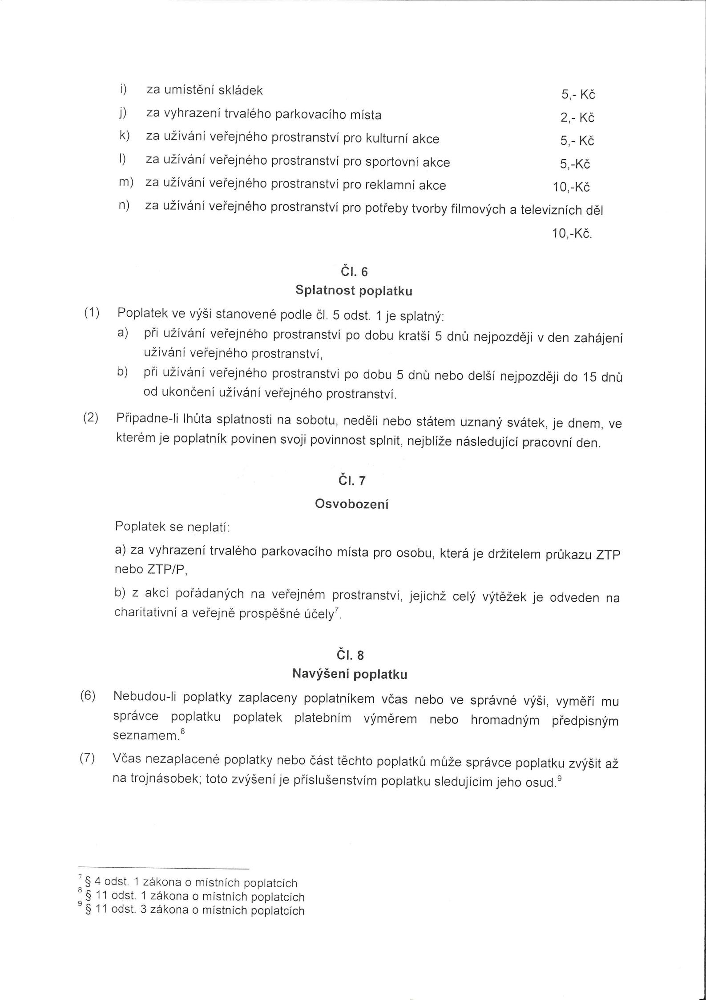 i) za umístění skládek 5,- Kč
j) za vyhrazení trvalého parkovacího místa 2,- Kč
k) za užívání veřejného prostranství pro kulturní akce 5,- Kč
l) za užívání veřejného prostranství pro sportovní akce 5,-Kč
m) za užívání veřejného prostranství pro reklamní akce 10,-Kč
n) za užívání veřejného prostranství pro potřeby tvorby filmových a televizních děl
10,-Kč.
Čl. 6
Splatnost poplatku
(1) Poplatek ve výši stanovené podle čl. 5 odst. 1 je splatný:
a) při užívání veřejného prostranství po dobu kratší 5 dnů nejpozději v den zahájení
užívání veřejného prostranství,
b) při užívání veřejného prostranství po dobu 5 dnů nebo delší nejpozději do 15 dnů
od ukončení užívání veřejného prostranství.
(2) Připadne-li lhůta splatnosti na sobotu, neděli nebo státem uznaný svátek, je dnem, ve
kterém je poplatník povinen svoji povinnost splnit, nejblíže následující pracovní den.
Čl. 7
Osvobození
Poplatek se neplatí:
a) za vyhrazení trvalého parkovacího místa pro osobu, která je držitelem průkazu ZTP
nebo ZTP/P,
b) z akcí pořádaných na veřejném prostranství, jejichž celý výtěžek je odveden na
charitativní a veřejně prospěšné účely7.
Čl. 8
Navýšení poplatku
(6) Nebudou-li poplatky zaplaceny poplatníkem včas nebo ve správné výši, vyměří mu
správce poplatku poplatek platebním výměrem nebo hromadným předpisným
seznamem.8
(7) Včas nezaplacené poplatky nebo část těchto poplatků může správce poplatku zvýšit až
na trojnásobek; toto zvýšení je příslušenstvím poplatku sledujícím jeho osud.9
7 § 4 odst. 1 zákona o místních poplatcích
8 § 11 odst. 1 zákona o místních poplatcích
9 § 11 odst. 3 zákona o místních poplatcích